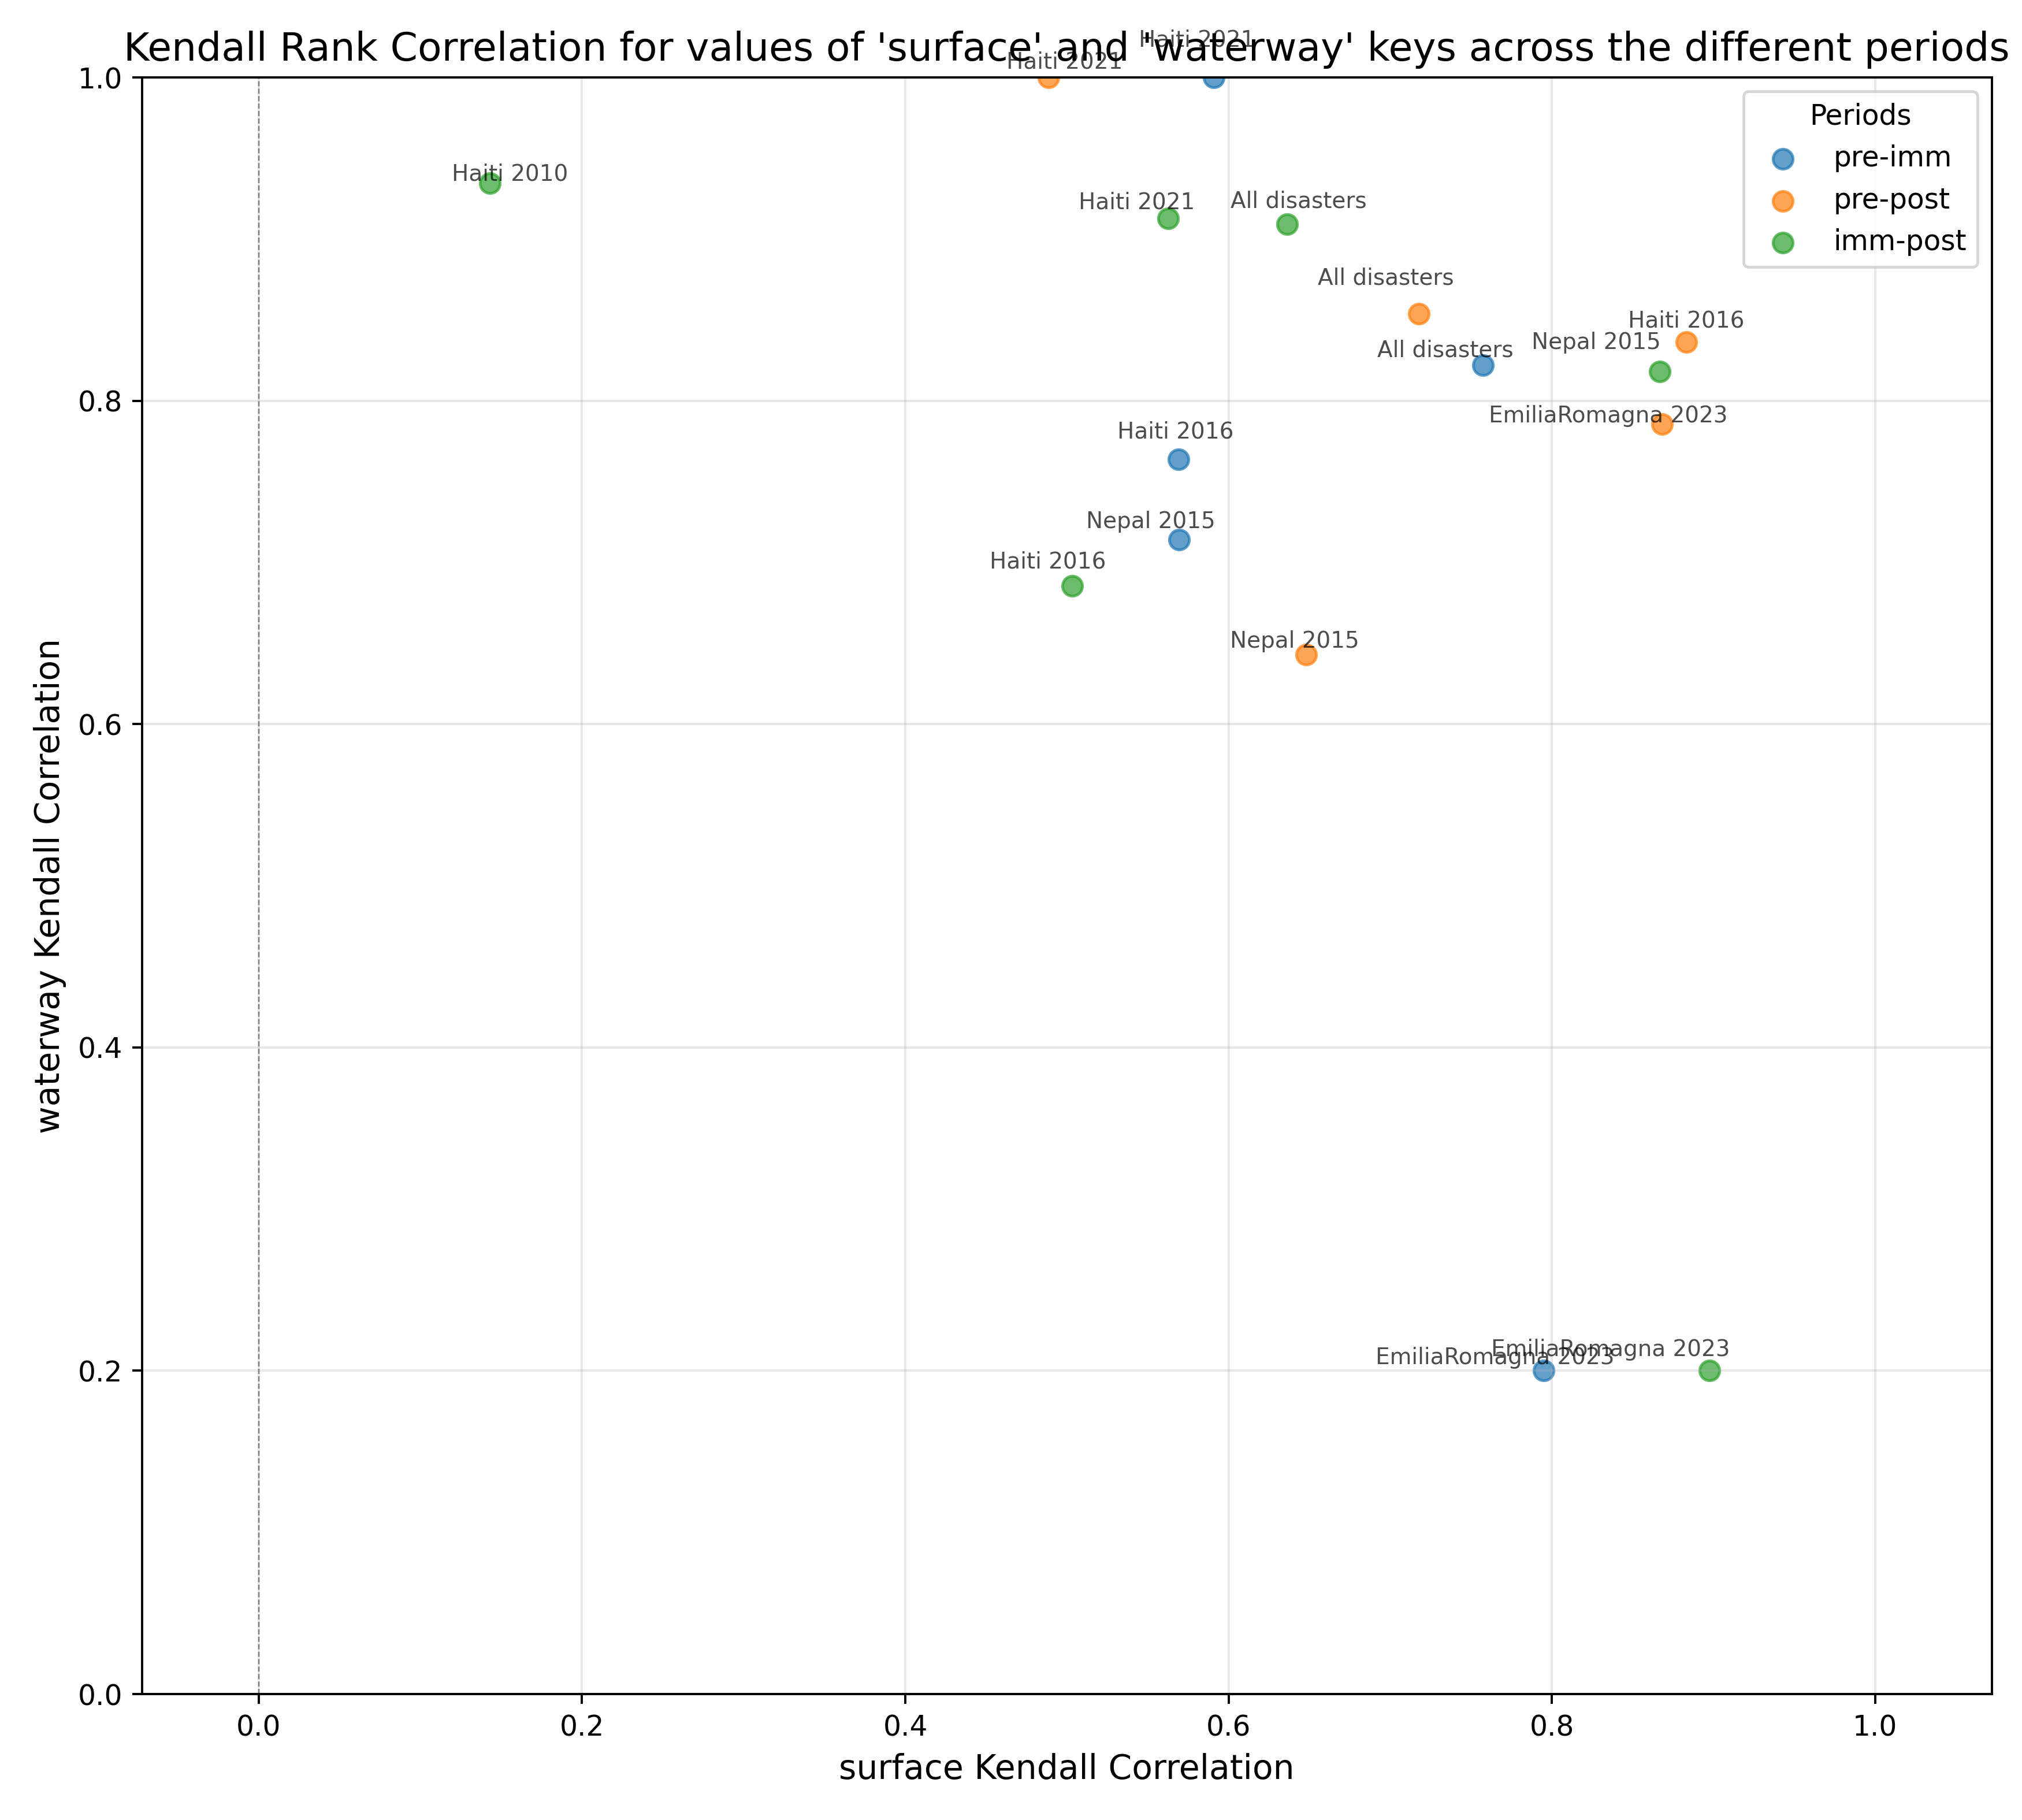 Kendall Rank Correlation for values of 'surface' and 'waterway' keys across the different periods
Haiti 2021
Haiti 2021
1.0
Periods
pre-imm
pre-post
imm-post
Haiti 2010
Haiti 2021
All disasters
All disasters
Haiti 2016
Nepal 2015
All disasters
0.8
EmiliaRomagna 2023
Haiti 2016
Nepal 2015
Haiti 2016
0.6
Nepal 2015
waterway Kendall Correlation
0.4
EmiliaRomagna 2023
EmiliaRomagna 2023
0.2
0.0
0.0 0.2 0.4 0.6 0.8 1.0
surface Kendall Correlation